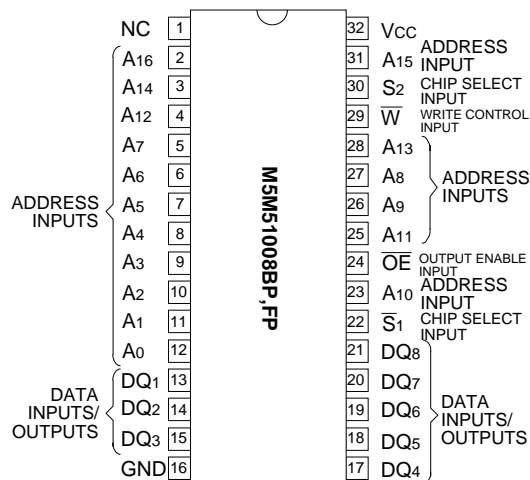 NC 1
A16 2
A14 3
A12 4
A7 5
A6 6
A5 7
A4 8
A3 9
A2 10
A1 11
A0 12
DQ1 13
DQ2 14
DQ3 15
GND 16
ADDRESS
INPUTS
DATA
INPUTS/
OUTPUTS
M5M51008BP,FP
32 VCC
31 A15 ADDRESS
INPUT
30 S2 CHIP SELECT
INPUT
29 W̅ WRITE CONTROL
INPUT
28 A13
27 A8
26 A9
25 A11
ADDRESS
INPUTS
24 O̅E̅ OUTPUT ENABLE
INPUT
23 A10 ADDRESS
INPUT
22 S̅1 CHIP SELECT
INPUT
21 DQ8
20 DQ7
19 DQ6
18 DQ5
17 DQ4
DATA
INPUTS/
OUTPUTS